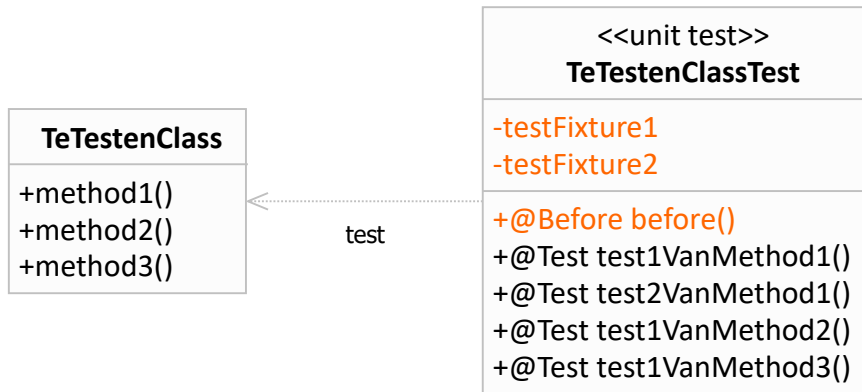 TeTestenClass
+method1()
+method2()
+method3()
test
<<unit test>>
TeTestenClassTest
-testFixture1
-testFixture2
+@Before before()
+@Test test1VanMethod1()
+@Test test2VanMethod1()
+@Test test1VanMethod2()
+@Test test1VanMethod3()